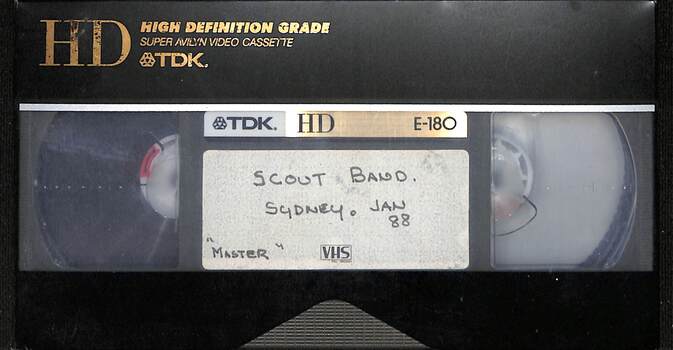 HD HIGH DEFINITION GRADE
SUPER AVILYN VIDEO CASSETTE
TDK.
TDK. HD E-180
SCOUT BAND.
SYDNEY. JAN
88
"MASTER"
VHS